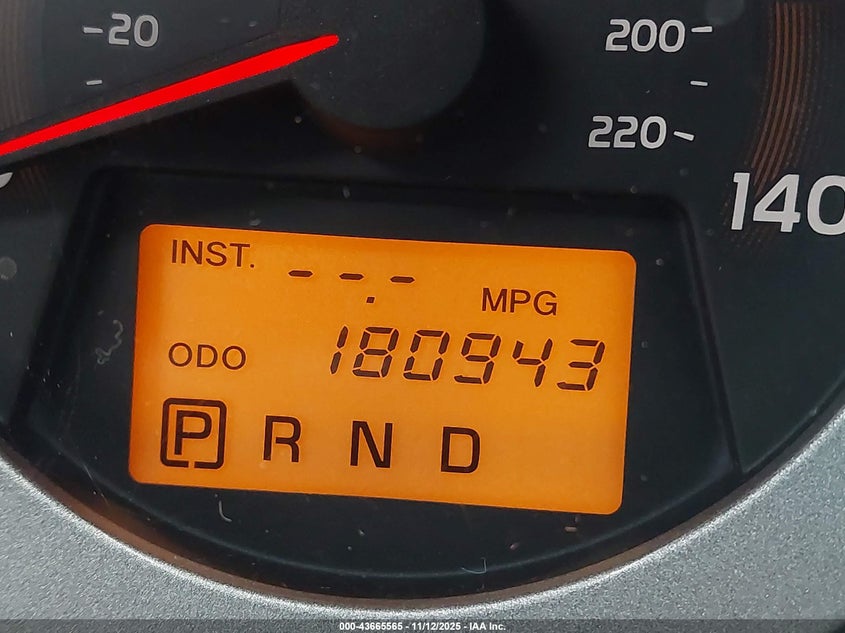 20
200
220
140
INST. --.- MPG
ODO 180943
P R N D
000-43665565 - 11/12/2025 - IAA Inc.